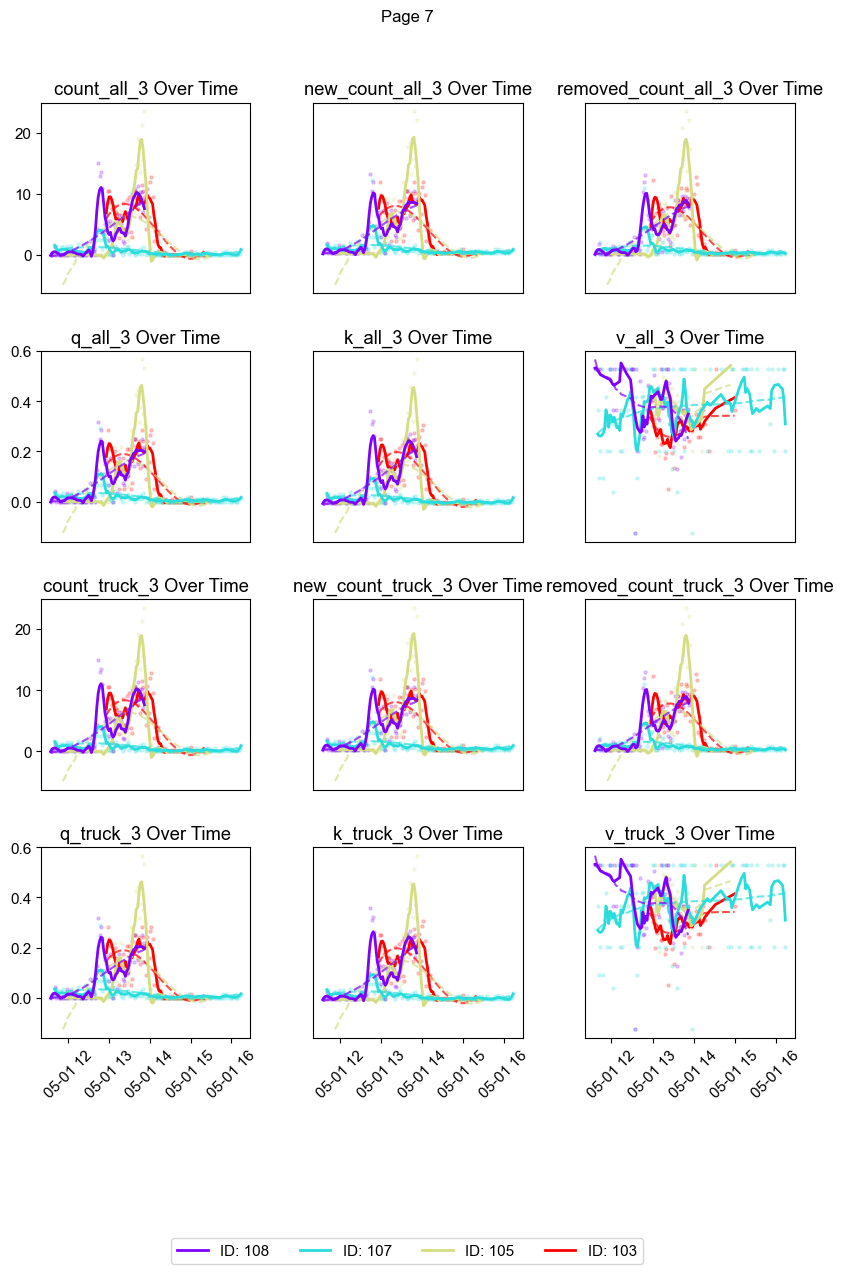 Page 7
count_all_3 Over Time
new_count_all_3 Over Time
removed_count_all_3 Over Time
20
10
0
q_all_3 Over Time
k_all_3 Over Time
v_all_3 Over Time
0.6
0.4
0.2
0.0
count_truck_3 Over Time
new_count_truck_3 Over Time
removed_count_truck_3 Over Time
20
10
0
q_truck_3 Over Time
k_truck_3 Over Time
v_truck_3 Over Time
0.6
0.4
0.2
0.0
05-01 12
05-01 13
05-01 14
05-01 15
05-01 16
05-01 12
05-01 13
05-01 14
05-01 15
05-01 16
05-01 12
05-01 13
05-01 14
05-01 15
05-01 16
ID: 108
ID: 107
ID: 105
ID: 103